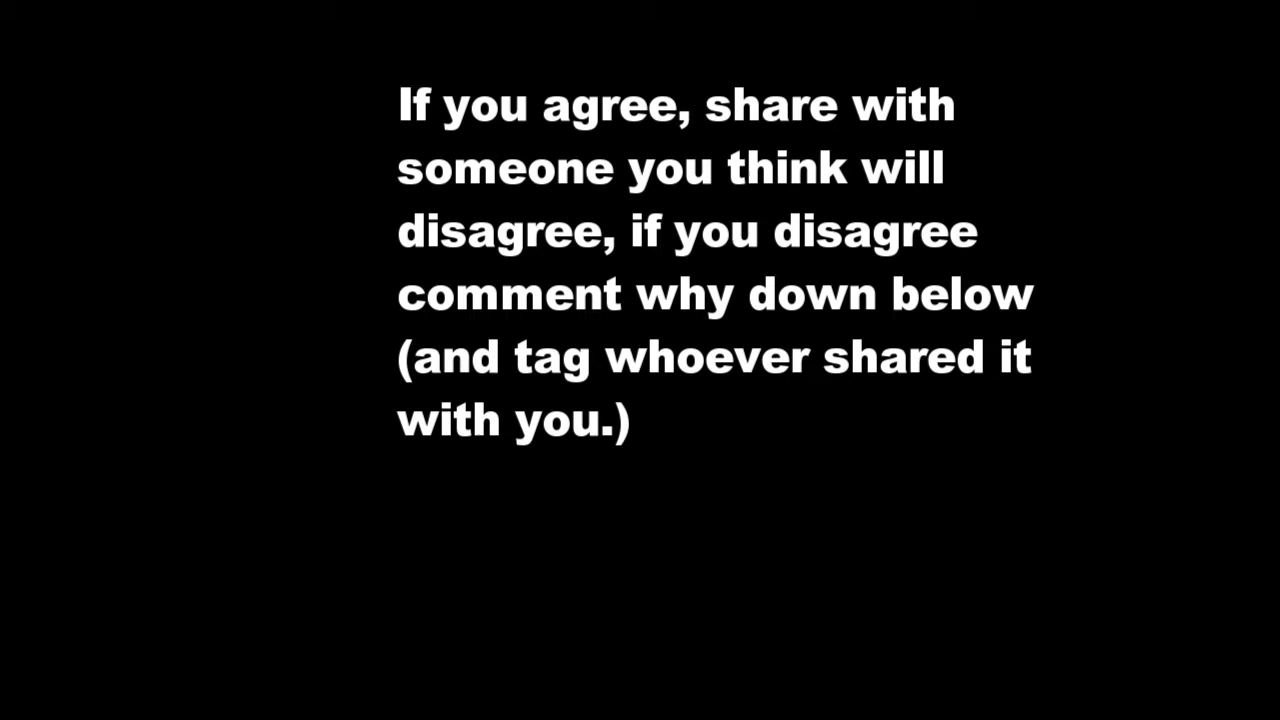 If you agree, share with
someone you think will
disagree, if you disagree
comment why down below
(and tag whoever shared it
with you.)